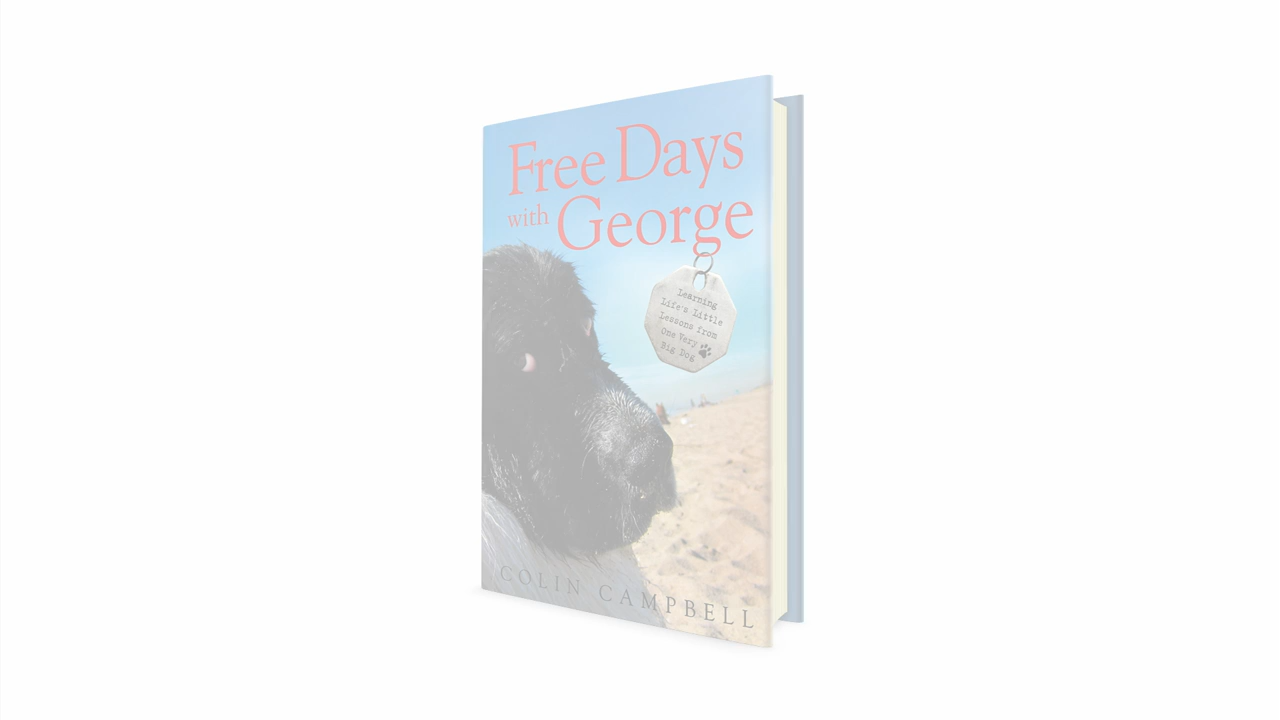 Free Days
with George
Learning
Life's Little
Lessons from
One Very
Big Dog
COLIN CAMPBELL